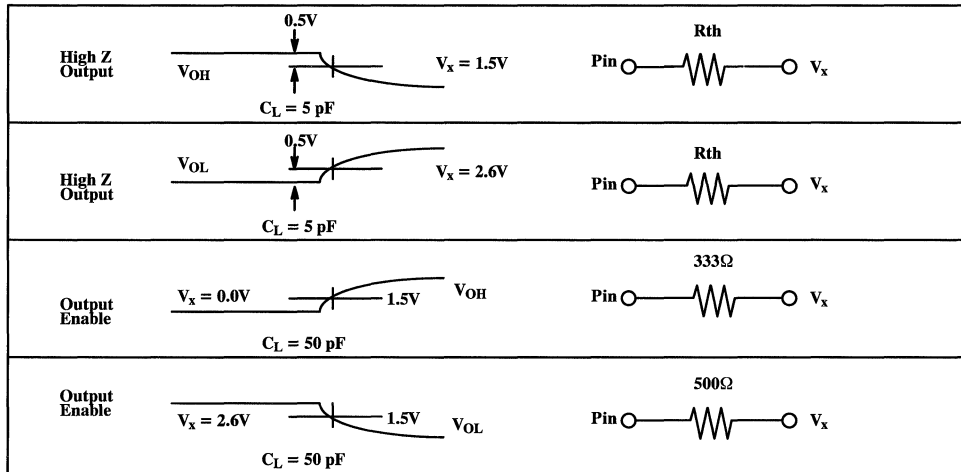 0.5V
Rth
High Z
Output
V_OH
V_x = 1.5V
Pin
V_x
C_L = 5 pF
0.5V
V_OL
Rth
High Z
Output
V_x = 2.6V
Pin
V_x
C_L = 5 pF
333Ω
Output
Enable
V_x = 0.0V
1.5V
V_OH
Pin
V_x
C_L = 50 pF
500Ω
Output
Enable
V_x = 2.6V
1.5V
V_OL
Pin
V_x
C_L = 50 pF